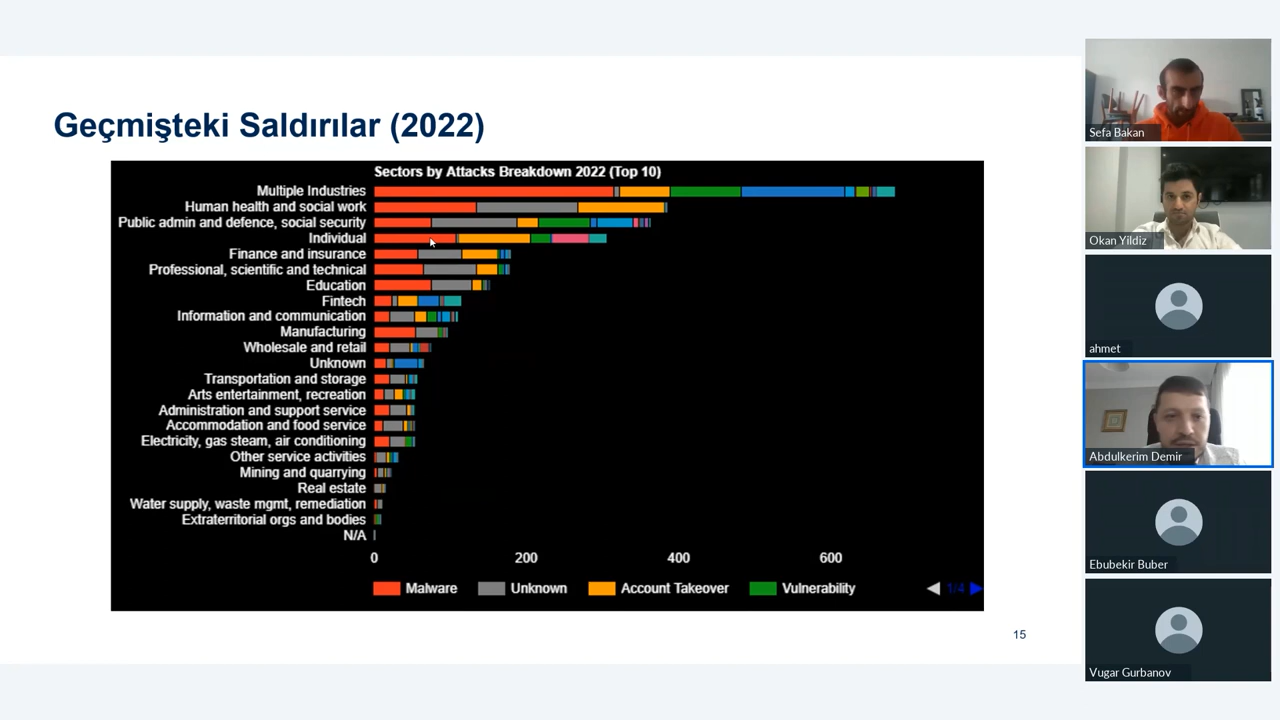 Geçmişteki Saldırılar (2022)
Sectors by Attacks Breakdown 2022 (Top 10)
Multiple Industries
Human health and social work
Public admin and defence, social security
Individual
Finance and insurance
Professional, scientific and technical
Education
Fintech
Information and communication
Manufacturing
Wholesale and retail
Unknown
Transportation and storage
Arts entertainment, recreation
Administration and support service
Accommodation and food service
Electricity, gas steam, air conditioning
Other service activities
Mining and quarrying
Real estate
Water supply, waste mgmt, remediation
Extraterritorial orgs and bodies
N/A
0 200 400 600
Malware Unknown Account Takeover Vulnerability 1/4
15
Sefa Bakan
Okan Yildiz
ahmet
Abdulkerim Demir
Ebubekir Buber
Vugar Gurbanov